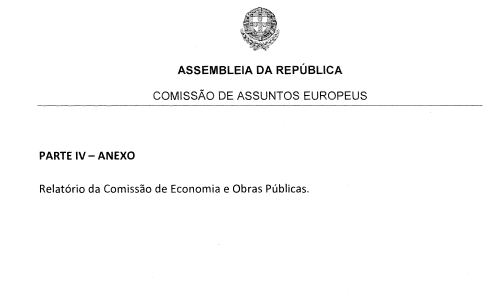 ASSEMBLEIA DA REPÚBLICA
COMISSÃO DE ASSUNTOS EUROPEUS
PARTE IV – ANEXO
Relatório da Comissão de Economia e Obras Públicas.